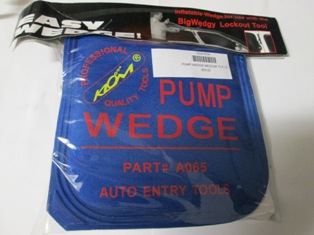 EASY
WEDGE!
Inflatable Wedge for use with the
BigWedgy Lockout Tool
PROFESSIONAL
KLOM
QUALITY TOOLS
PUMP
WEDGE
PART# A065
AUTO ENTRY TOOLS